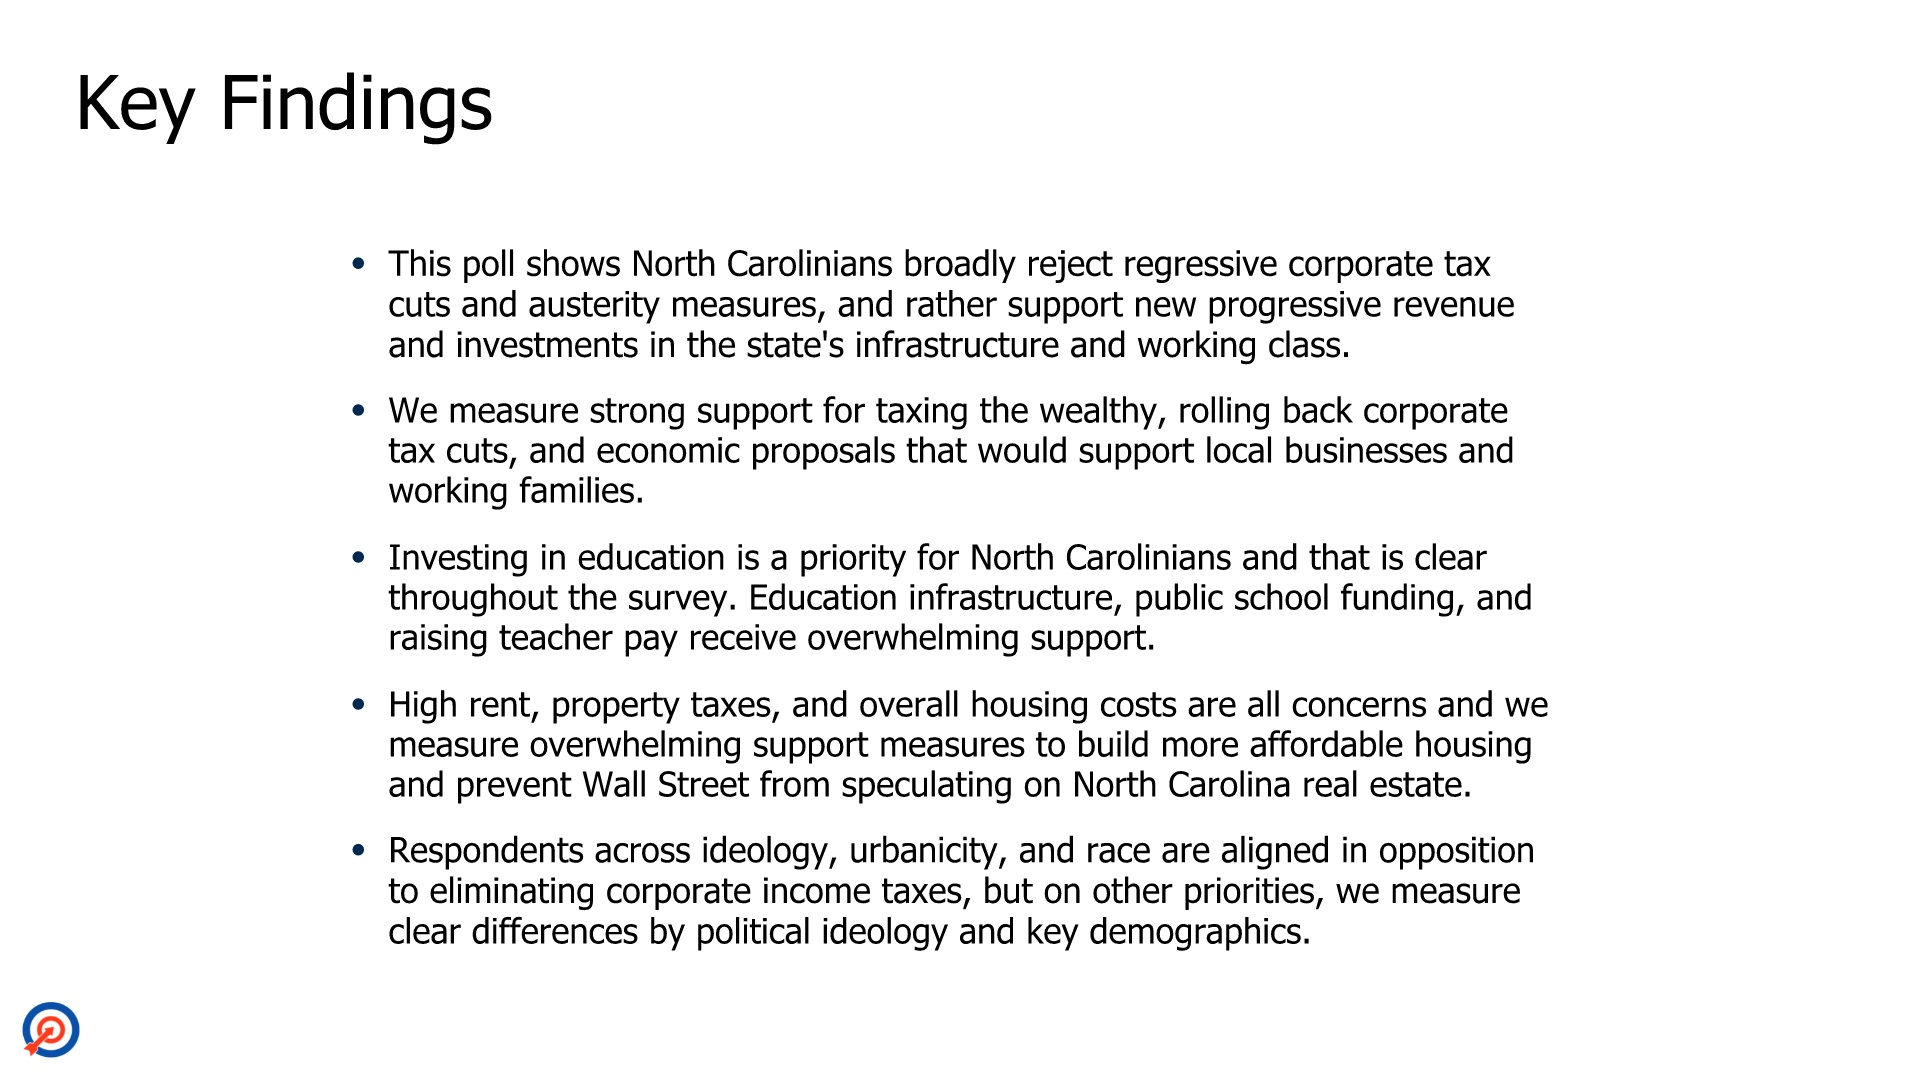 Key Findings
• This poll shows North Carolinians broadly reject regressive corporate tax
cuts and austerity measures, and rather support new progressive revenue
and investments in the state's infrastructure and working class.
• We measure strong support for taxing the wealthy, rolling back corporate
tax cuts, and economic proposals that would support local businesses and
working families.
• Investing in education is a priority for North Carolinians and that is clear
throughout the survey. Education infrastructure, public school funding, and
raising teacher pay receive overwhelming support.
• High rent, property taxes, and overall housing costs are all concerns and we
measure overwhelming support measures to build more affordable housing
and prevent Wall Street from speculating on North Carolina real estate.
• Respondents across ideology, urbanicity, and race are aligned in opposition
to eliminating corporate income taxes, but on other priorities, we measure
clear differences by political ideology and key demographics.